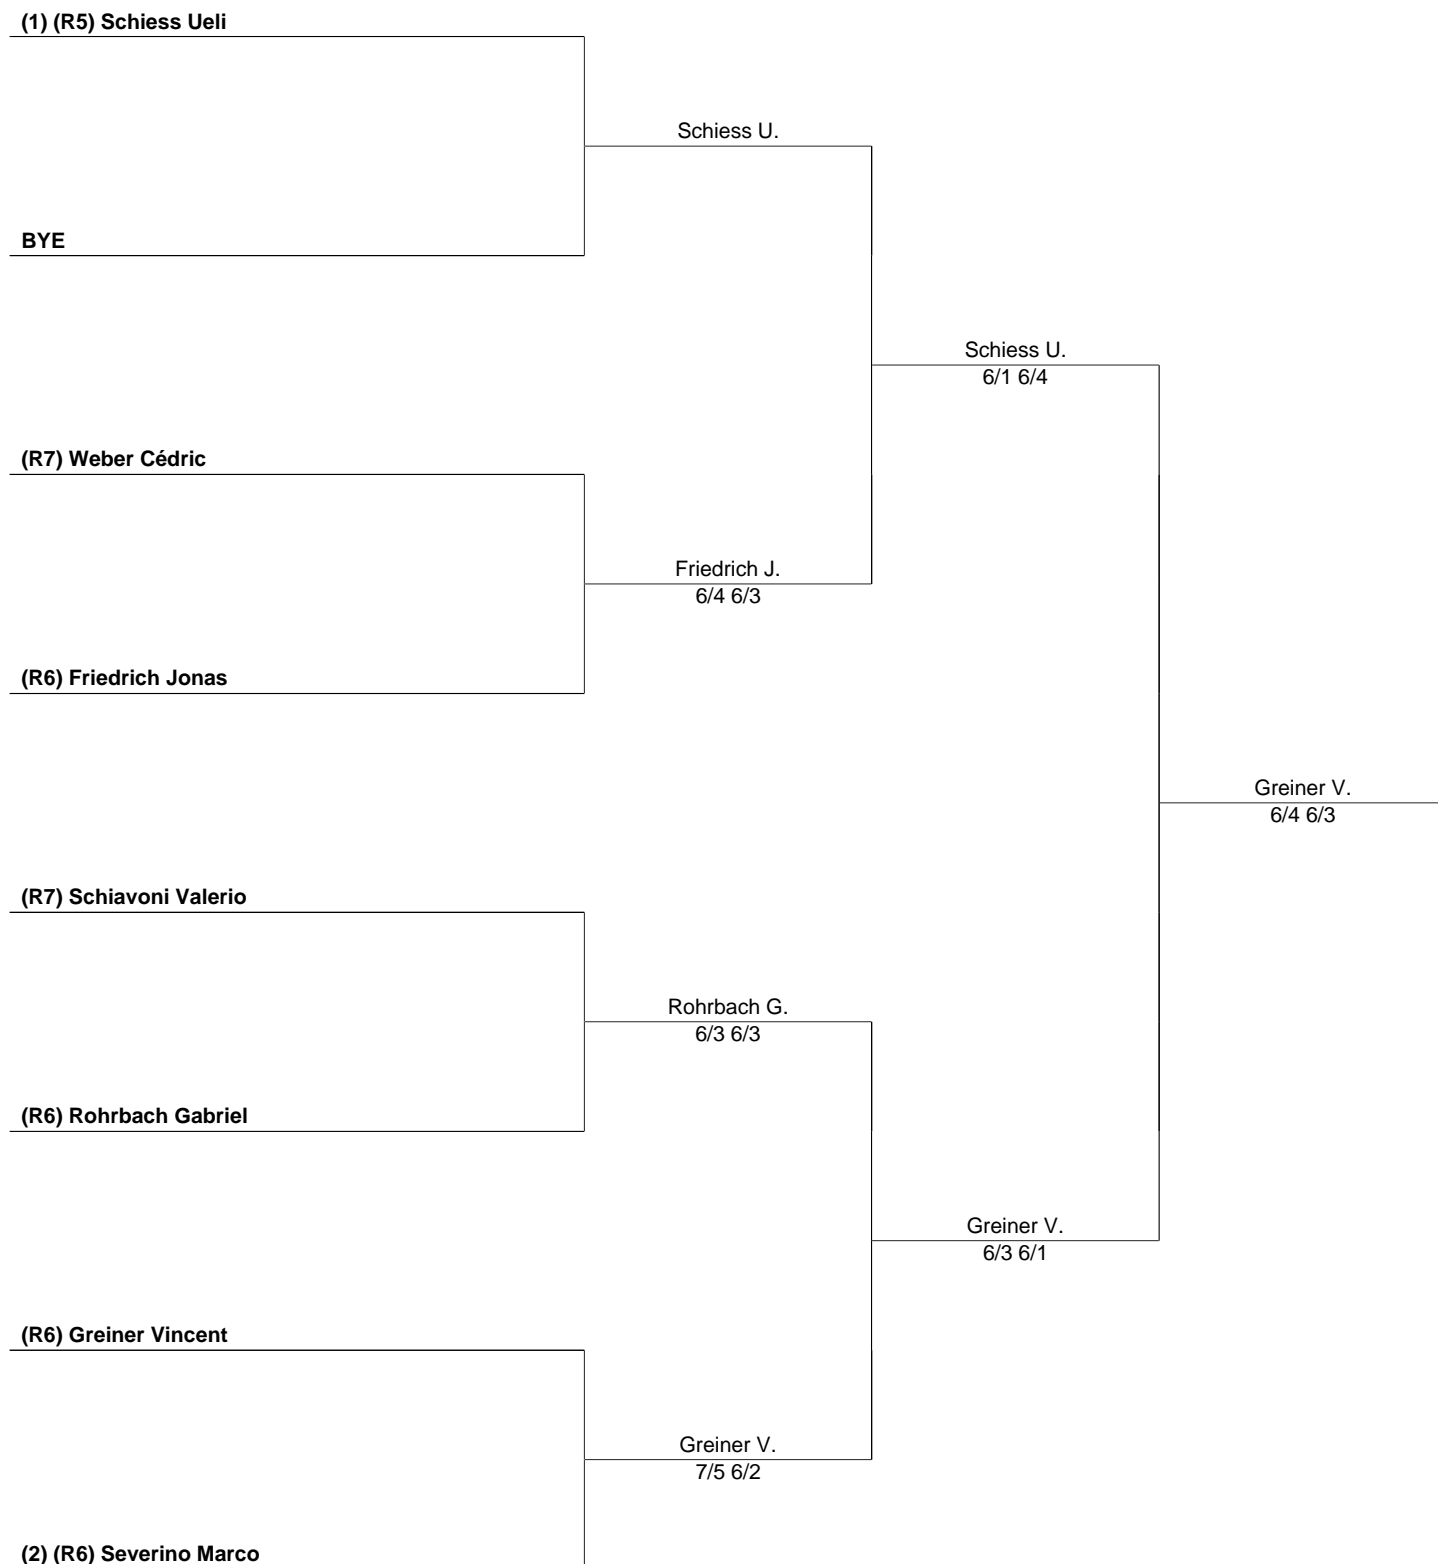 (1) (R5) Schiess Ueli
Schiess U.
BYE
Schiess U.
6/1 6/4
(R7) Weber Cédric
Friedrich J.
6/4 6/3
(R6) Friedrich Jonas
Greiner V.
6/4 6/3
(R7) Schiavoni Valerio
Rohrbach G.
6/3 6/3
(R6) Rohrbach Gabriel
Greiner V.
6/3 6/1
(R6) Greiner Vincent
Greiner V.
7/5 6/2
(2) (R6) Severino Marco